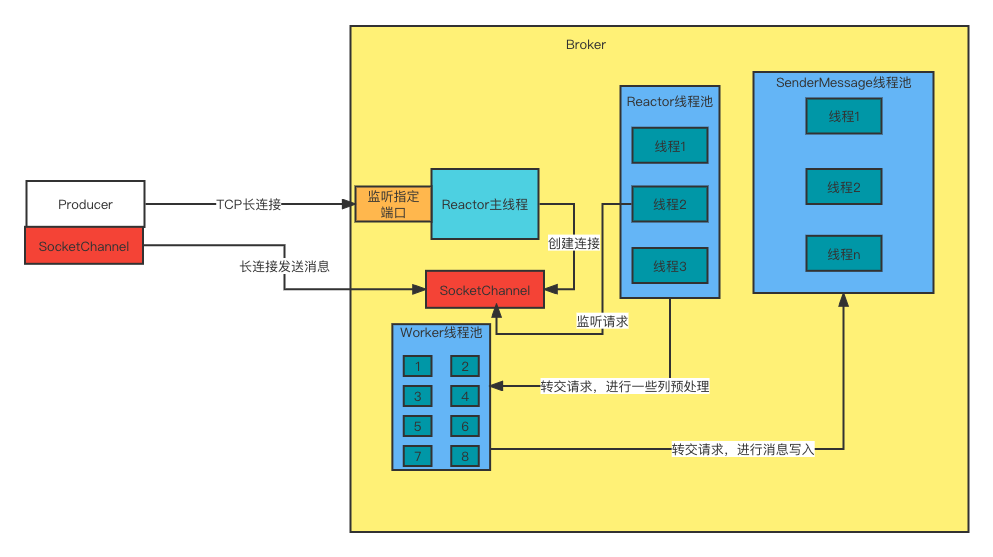 Broker
SenderMessage线程池
线程1
线程2
线程n
Reactor线程池
线程1
线程2
线程3
Producer
SocketChannel
TCP长连接
监听指定
端口
Reactor主线程
创建连接
长连接发送消息
SocketChannel
监听请求
Worker线程池
1
2
3
4
5
6
7
8
转交请求，进行一些列预处理
转交请求，进行消息写入